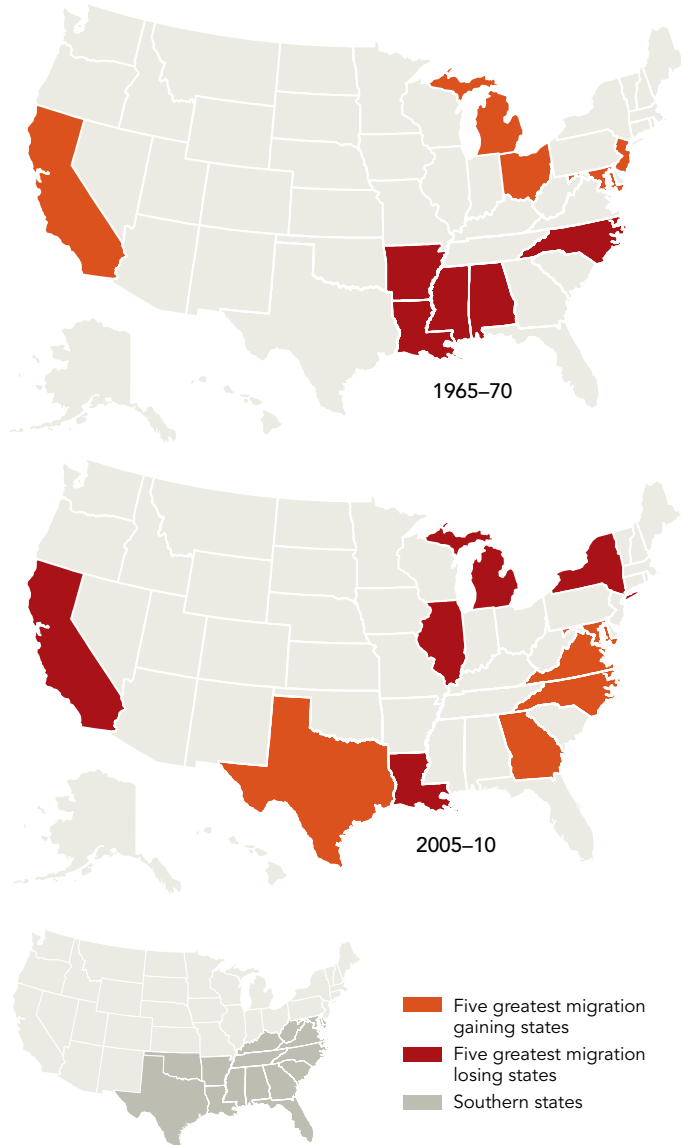 1965–70
2005–10
Five greatest migration
gaining states
Five greatest migration
losing states
Southern states